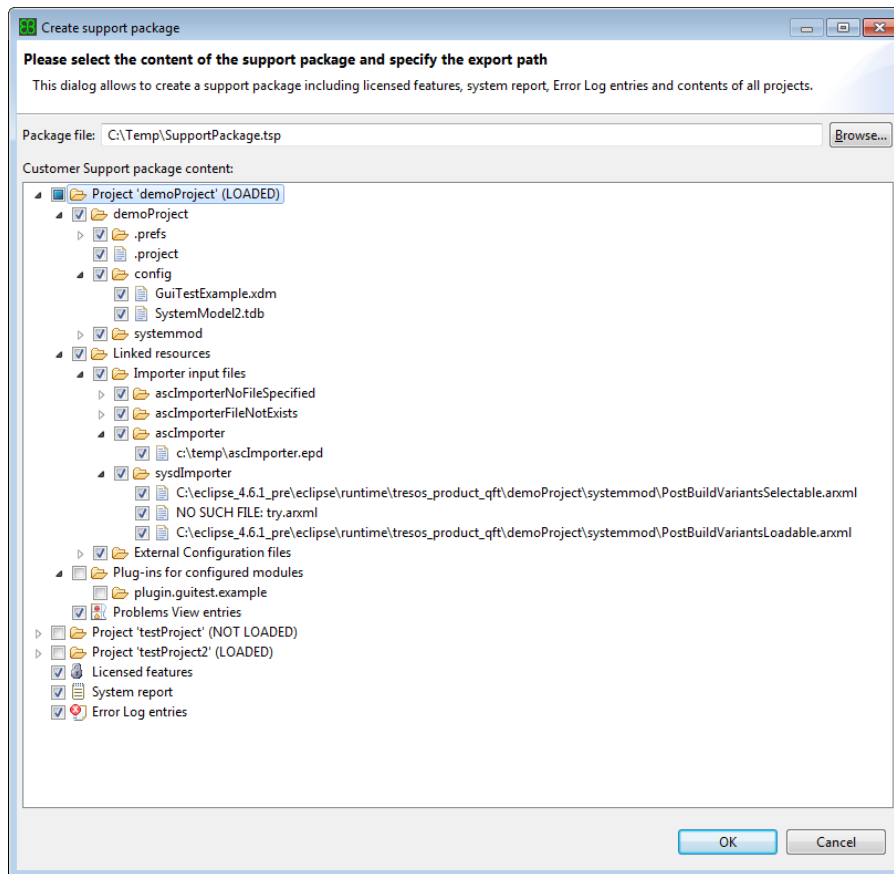 Create support package
Please select the content of the support package and specify the export path
This dialog allows to create a support package including licensed features, system report, Error Log entries and contents of all projects.
Package file: C:\Temp\SupportPackage.tsp Browse...
Customer Support package content:
Project 'demoProject' (LOADED)
demoProject
.prefs
.project
config
GuiTestExample.xdm
SystemModel2.tdb
systemmod
Linked resources
Importer input files
ascImporterNoFileSpecified
ascImporterFileNotExists
ascImporter
c:\temp\ascImporter.epd
sysdImporter
C:\eclipse_4.6.1_pre\eclipse\runtime\tresos_product_qft\demoProject\systemmod\PostBuildVariantsSelectable.arxml
NO SUCH FILE: try.arxml
C:\eclipse_4.6.1_pre\eclipse\runtime\tresos_product_qft\demoProject\systemmod\PostBuildVariantsLoadable.arxml
External Configuration files
Plug-ins for configured modules
plugin.guitest.example
Problems View entries
Project 'testProject' (NOT LOADED)
Project 'testProject2' (LOADED)
Licensed features
System report
Error Log entries
OK Cancel